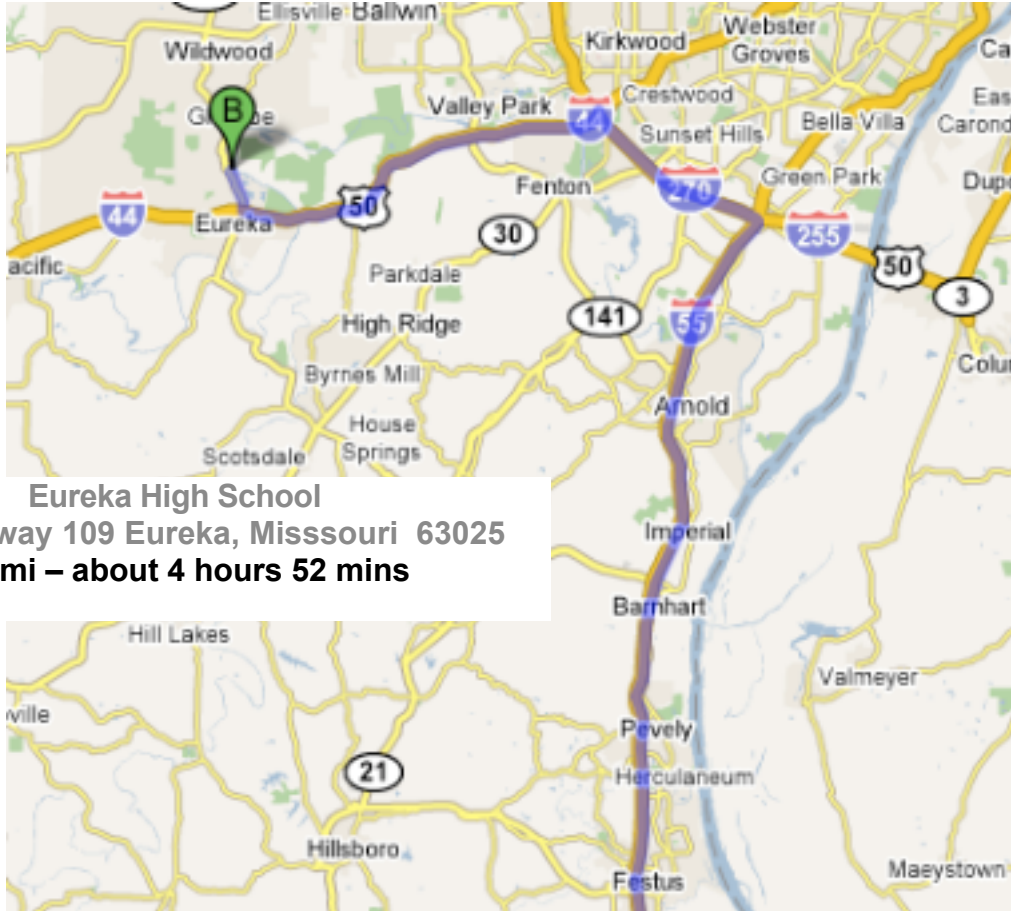 Ellisville Ballwin
Wildwood
Kirkwood
Webster
Groves
Ca
B
Valley Park
44
Crestwood
Eas
Sunset Hills
Bella Villa
Carond
270
Green Park
Dupo
Fenton
44
Eureka
50
30
255
50
acific
Parkdale
3
141
High Ridge
55
Colu
Byrnes Mill
Arnold
House
Springs
Scotsdale
Eureka High School
way 109 Eureka, Misssouri 63025
mi – about 4 hours 52 mins
Imperial
Barnhart
Hill Lakes
Valmeyer
ville
Pevely
21
Herculaneum
Hillsboro
Maeystown
Festus